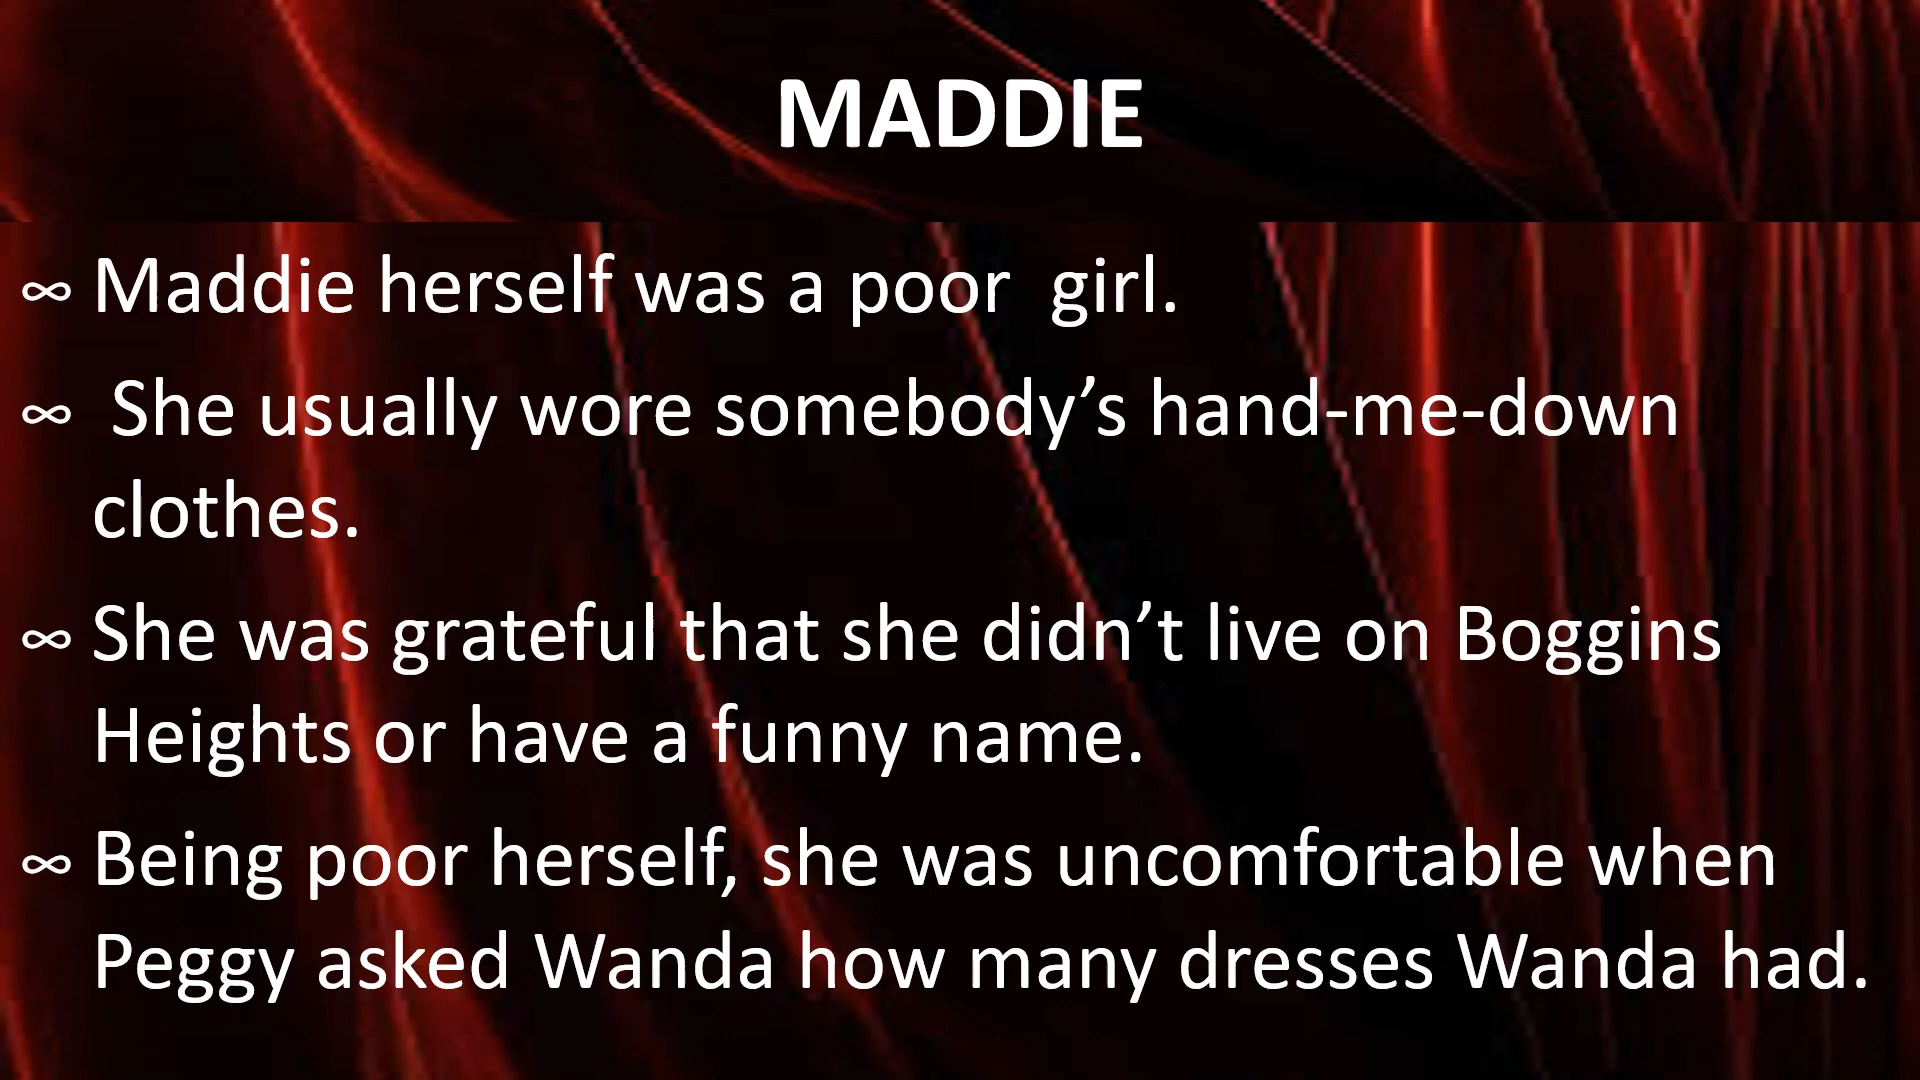 MADDIE
∞ Maddie herself was a poor  girl.
∞  She usually wore somebody’s hand-me-down
clothes.
∞ She was grateful that she didn’t live on Boggins
Heights or have a funny name.
∞ Being poor herself, she was uncomfortable when
Peggy asked Wanda how many dresses Wanda had.